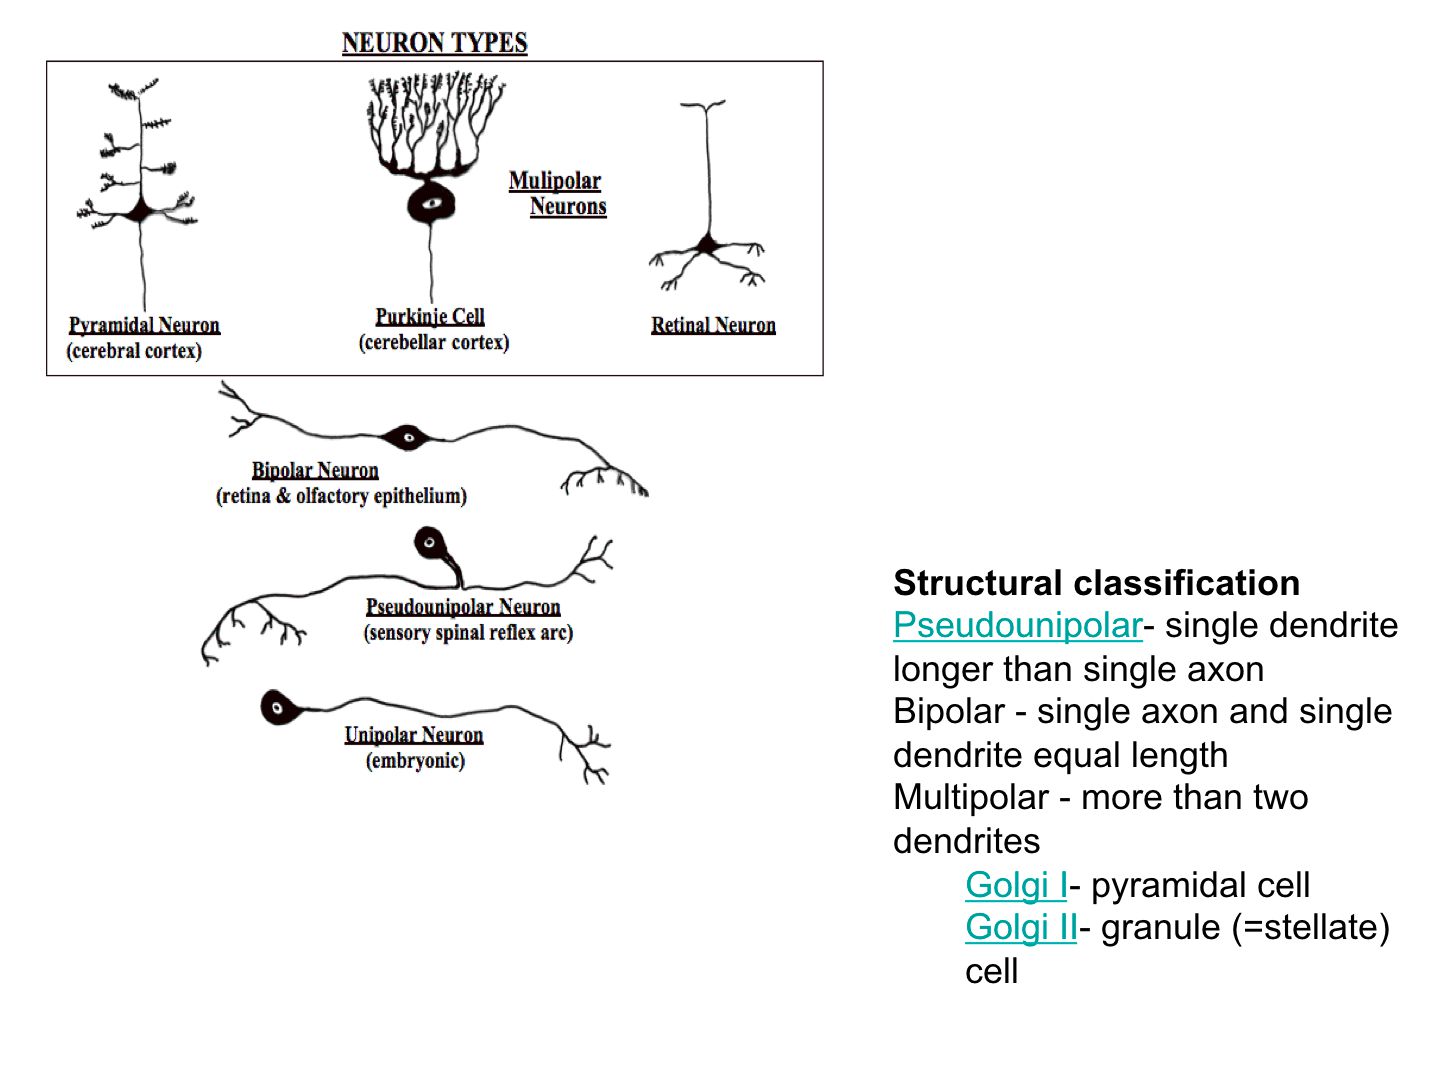 NEURON TYPES
Mulipolar
Neurons
Pyramidal Neuron
(cerebral cortex)
Purkinje Cell
(cerebellar cortex)
Retinal Neuron
Bipolar Neuron
(retina & olfactory epithelium)
Pseudounipolar Neuron
(sensory spinal reflex arc)
Unipolar Neuron
(embryonic)
Structural classification
Pseudounipolar- single dendrite
longer than single axon
Bipolar - single axon and single
dendrite equal length
Multipolar - more than two
dendrites
Golgi I- pyramidal cell
Golgi II- granule (=stellate)
cell